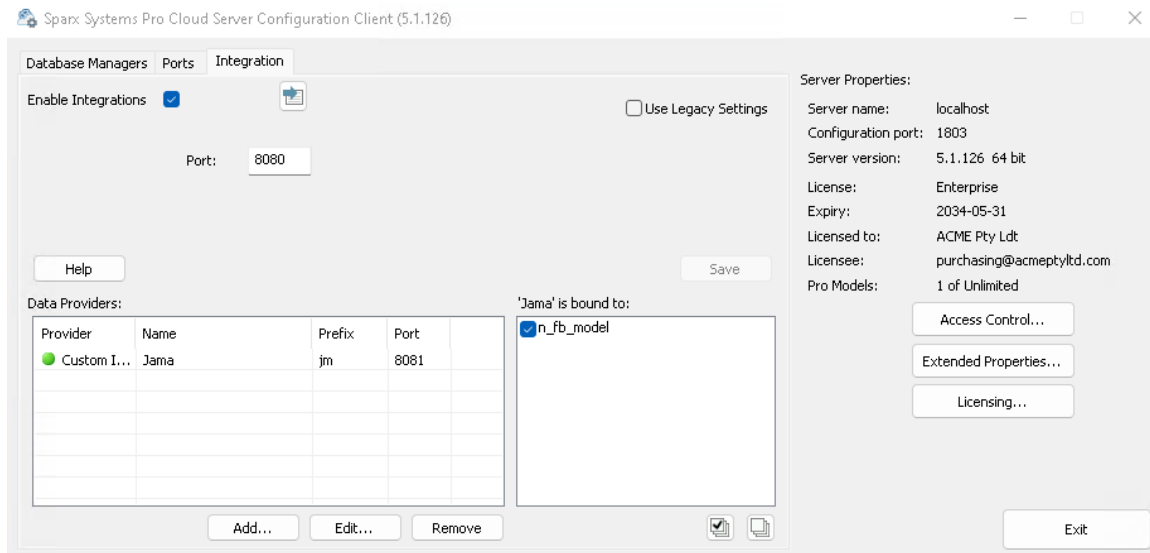 Sparx Systems Pro Cloud Server Configuration Client (5.1.126)
Database Managers Ports Integration
Enable Integrations
Use Legacy Settings
Port: 8080
Help
Save
Data Providers:
Provider Name Prefix Port
Custom I... Jama jm 8081
Add... Edit... Remove
'Jama' is bound to:
n_fb_model
Server Properties:
Server name: localhost
Configuration port: 1803
Server version: 5.1.126 64 bit
License: Enterprise
Expiry: 2034-05-31
Licensed to: ACME Pty Ldt
Licensee: purchasing@acmeptyltd.com
Pro Models: 1 of Unlimited
Access Control...
Extended Properties...
Licensing...
Exit